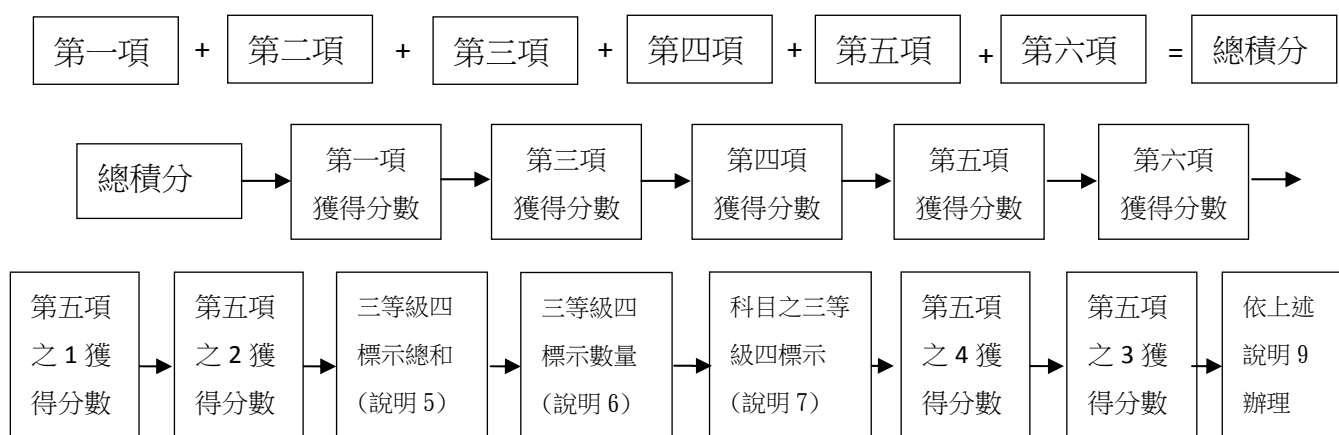 第一項 + 第二項 + 第三項 + 第四項 + 第五項 + 第六項 = 總積分
總積分
第一項
獲得分數
第三項
獲得分數
第四項
獲得分數
第五項
獲得分數
第六項
獲得分數
第五項
之 1 獲
得分數
第五項
之 2 獲
得分數
三等級四
標示總和
(說明 5)
三等級四
標示數量
(說明 6)
科目之三等
級四標示
(說明 7)
第五項
之 4 獲
得分數
第五項
之 3 獲
得分數
依上述
說明 9
辦理